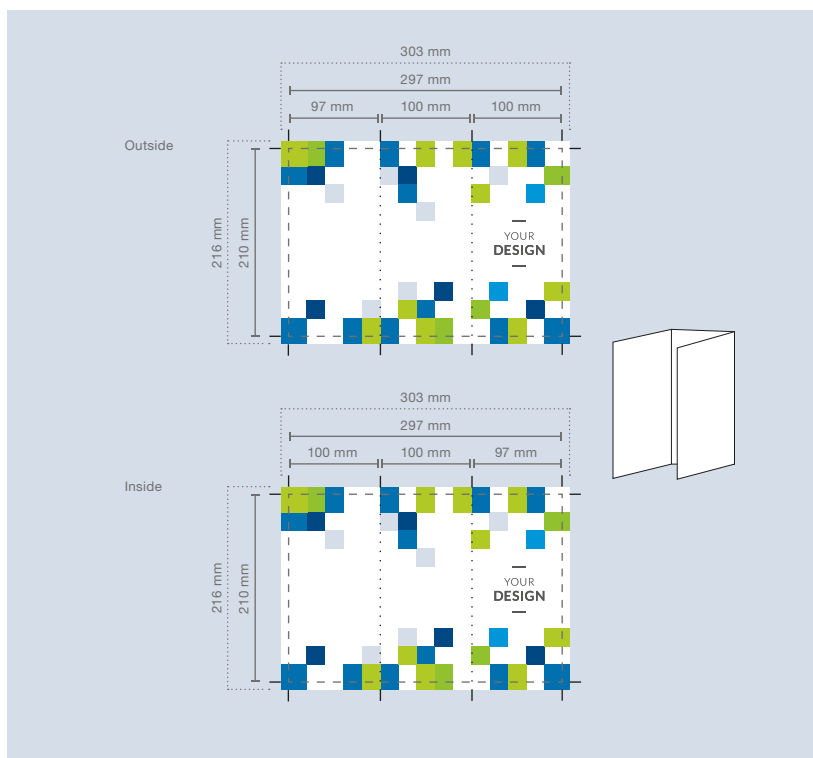 303 mm
297 mm
97 mm 100 mm 100 mm
Outside
216 mm
210 mm
YOUR
DESIGN
303 mm
297 mm
100 mm 100 mm 97 mm
Inside
216 mm
210 mm
YOUR
DESIGN